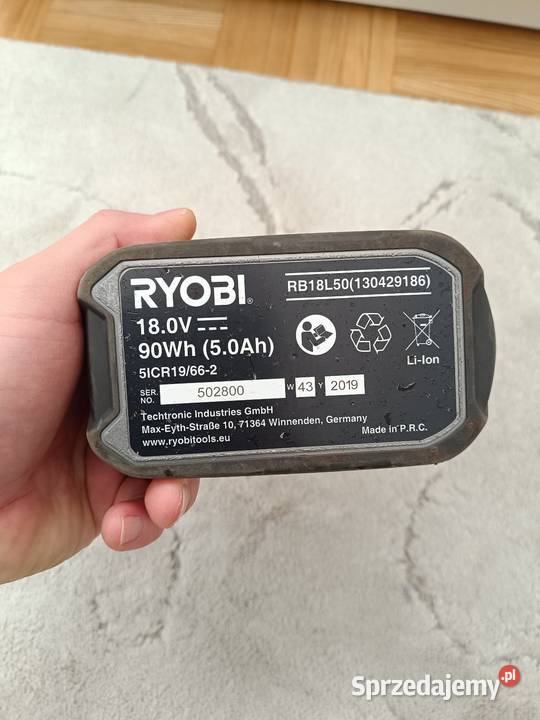 RYOBI®
RB18L50(130429186)
18.0V
90Wh (5.0Ah)
5ICR19/66-2
Li-Ion
SER. NO. 502800 W 43 Y 2019
Techtronic Industries GmbH
Max-Eyth-Straße 10, 71364 Winnenden, Germany
www.ryobitools.eu
Made in P.R.C.
Sprzedajemy.pl